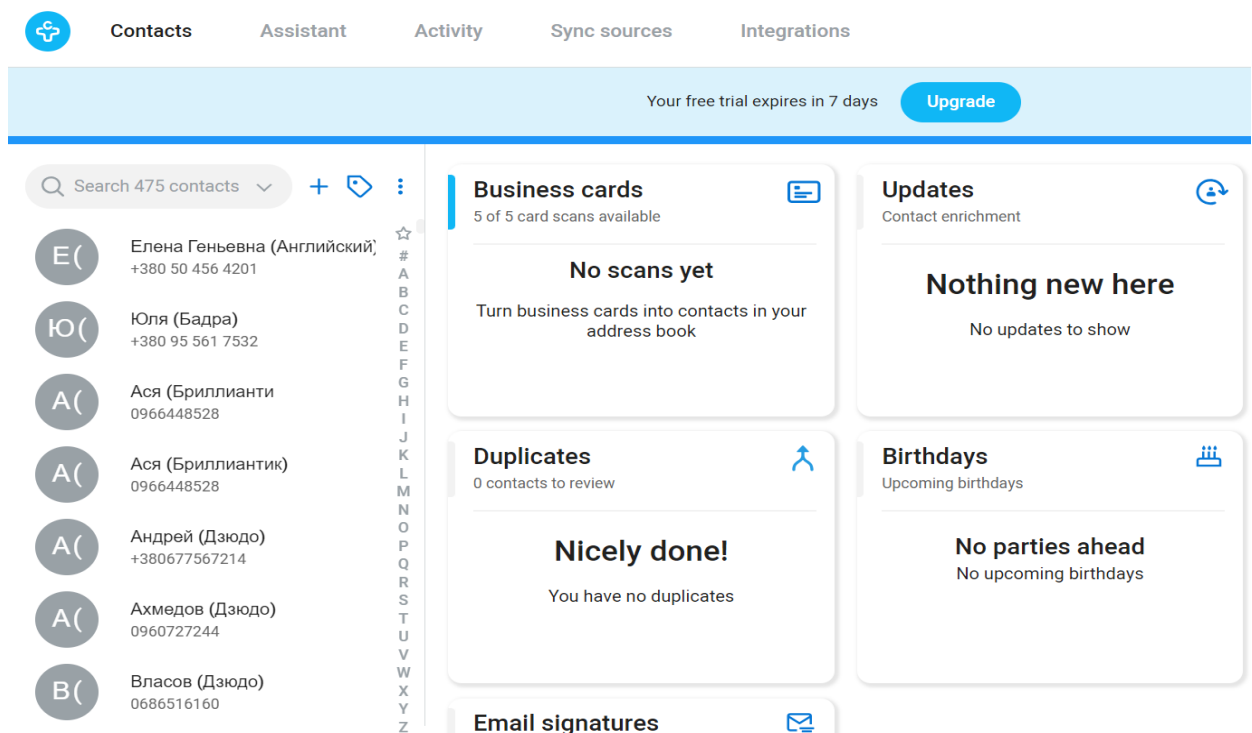 Contacts
Assistant
Activity
Sync sources
Integrations
Your free trial expires in 7 days
Upgrade
Search 475 contacts
Е(
Елена Геньевна (Английский)
+380 50 456 4201
Ю(
Юля (Бадра)
+380 95 561 7532
А(
Ася (Бриллианти
0966448528
А(
Ася (Бриллиантик)
0966448528
А(
Андрей (Дзюдо)
+380677567214
А(
Ахмедов (Дзюдо)
0960727244
В(
Власов (Дзюдо)
0686516160
#
A
B
C
D
E
F
G
H
I
J
K
L
M
N
O
P
Q
R
S
T
U
V
W
X
Y
Z
Business cards
5 of 5 card scans available
No scans yet
Turn business cards into contacts in your
address book
Updates
Contact enrichment
Nothing new here
No updates to show
Duplicates
0 contacts to review
Nicely done!
You have no duplicates
Birthdays
Upcoming birthdays
No parties ahead
No upcoming birthdays
Email signatures